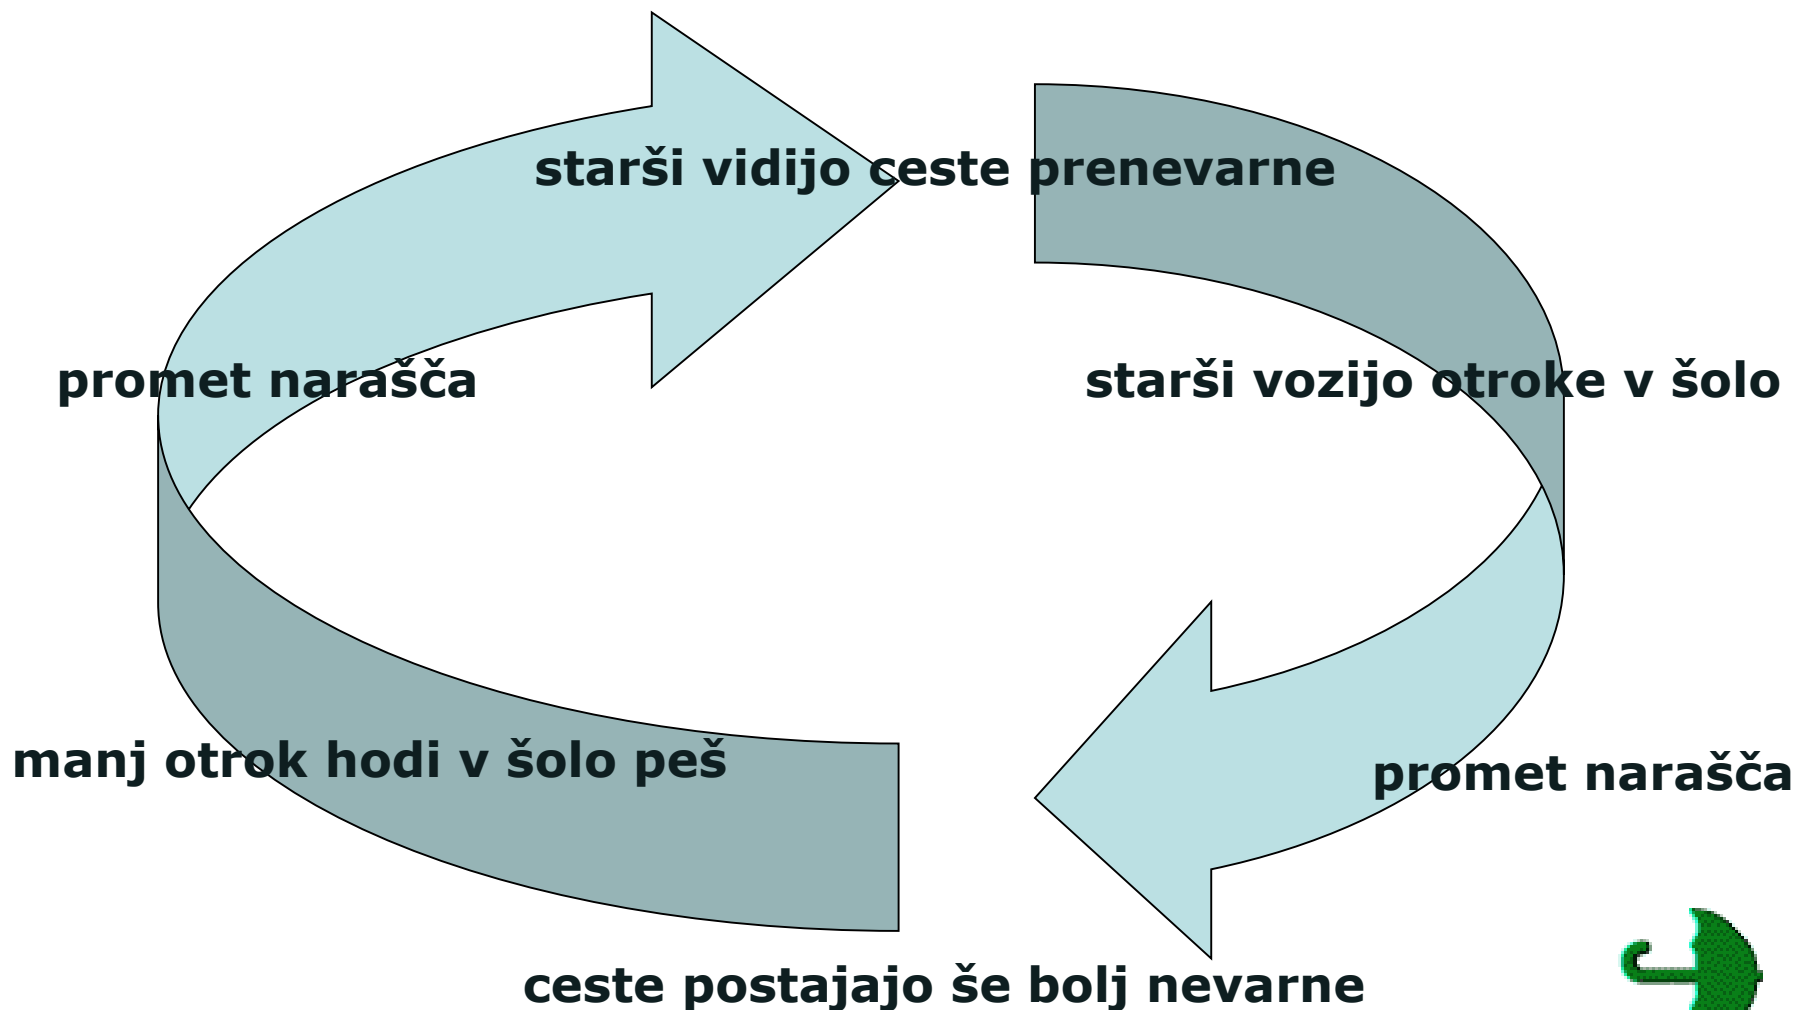 starši vidijo ceste prenevarne
promet narašča
starši vozijo otroke v šolo
manj otrok hodi v šolo peš
promet narašča
ceste postajajo še bolj nevarne